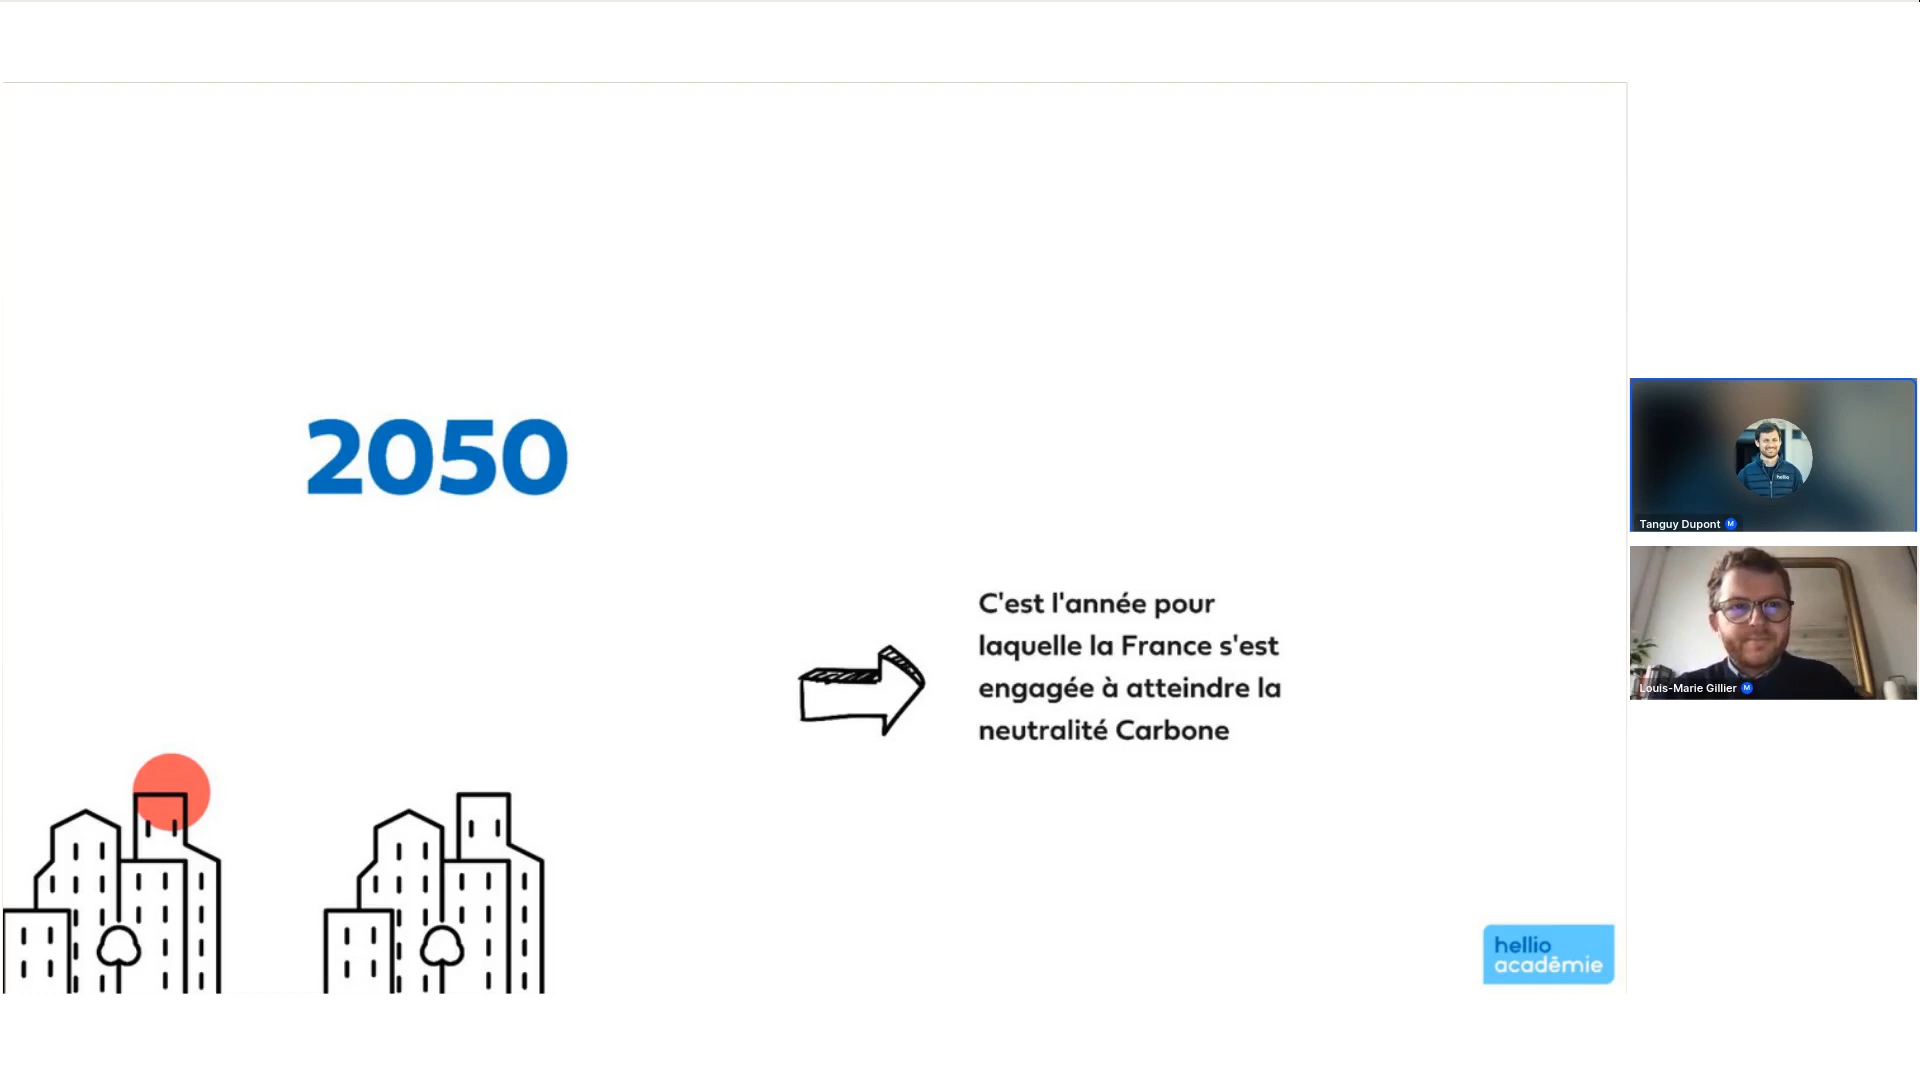 2050
C'est l'année pour
laquelle la France s'est
engagée à atteindre la
neutralité Carbone
hellio
académie
hellio
Tanguy Dupont M
Louis-Marie Gillier M